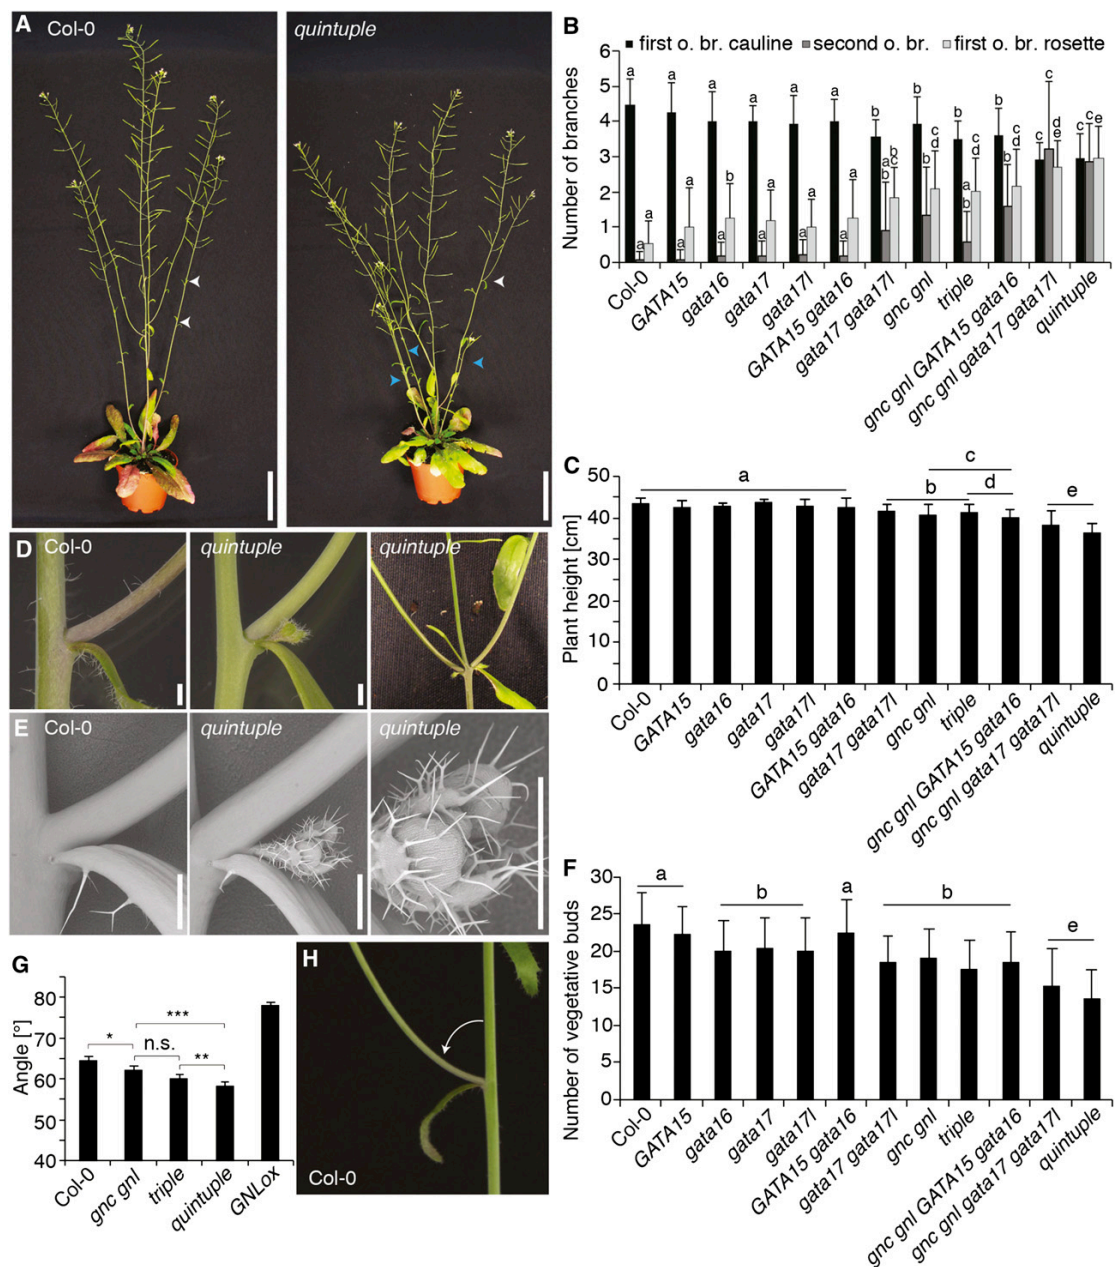 A
Col-0
quintuple
B
first o. br. cauline
second o. br.
first o. br. rosette
Number of branches
6
5
4
3
2
1
0
a
a
a
a
a
a
a
a
a
a
b
a
a
a
a
a
a
a
b
b
a
b
b
c
a
b
c
d
b
a
b
c
d
a
b
b
c
d
c
c
d
e
c
c
e
Col-0
GATA15
gata16
gata17
gata17l
GATA15 gata16
gata17 gata17l
gnc gnl
triple
gnc gnl GATA15 gata16
gnc gnl gata17 gata17l
quintuple
C
Plant height [cm]
50
40
30
20
10
0
a
b
c
d
e
Col-0
GATA15
gata16
gata17
gata17l
GATA15 gata16
gata17 gata17l
gnc gnl
triple
gnc gnl GATA15 gata16
gnc gnl gata17 gata17l
quintuple
D
Col-0
quintuple
quintuple
E
Col-0
quintuple
quintuple
F
Number of vegetative buds
30
25
20
15
10
5
0
a
b
a
b
e
Col-0
GATA15
gata16
gata17
gata17l
GATA15 gata16
gata17 gata17l
gnc gnl
triple
gnc gnl GATA15 gata16
gnc gnl gata17 gata17l
quintuple
G
Angle [°]
80
70
60
50
40
*
***
n.s.
**
Col-0
gnc gnl
triple
quintuple
GNLox
H
Col-0